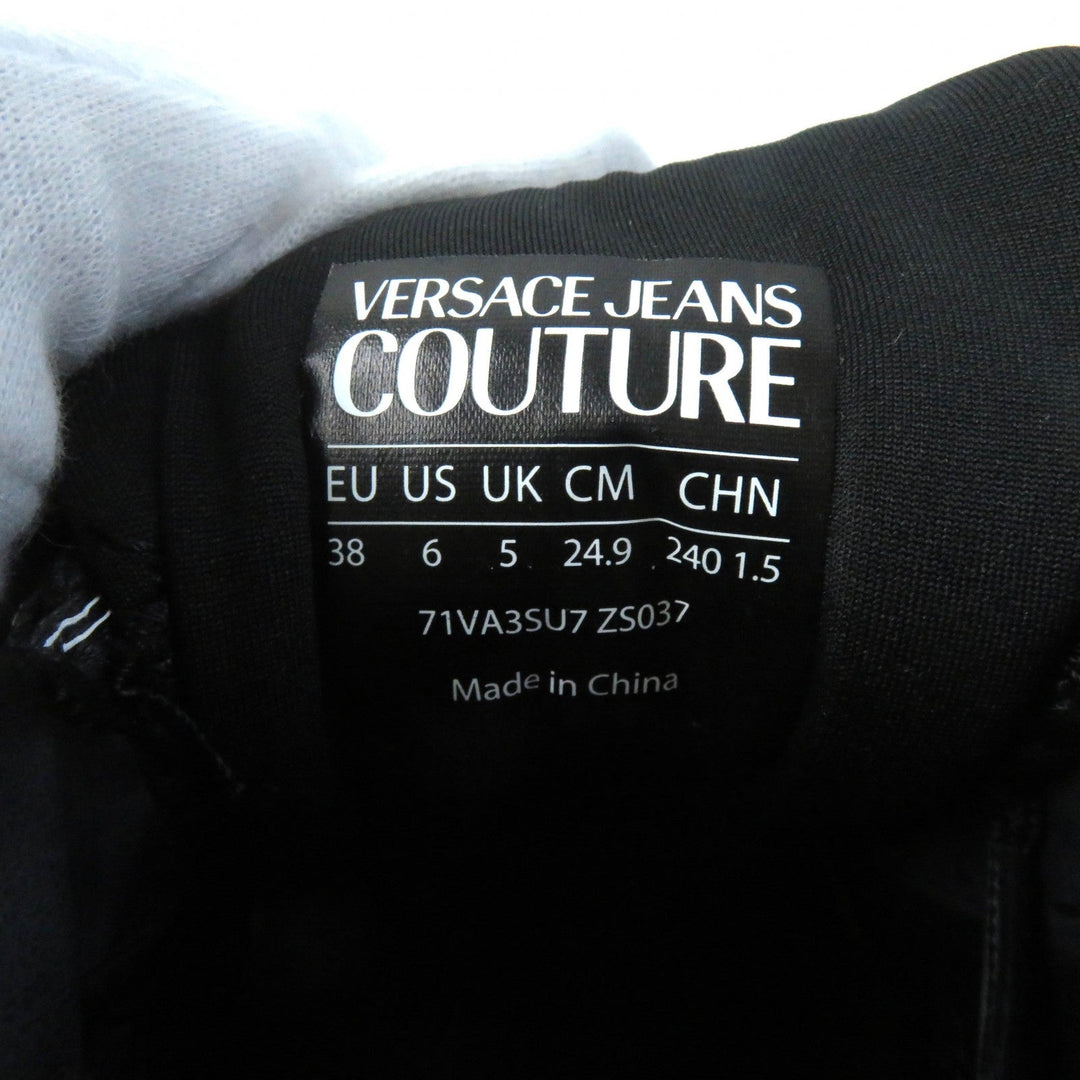 VERSACE JEANS
COUTURE
EU US UK CM CHN
38 6 5 24.9 240 1.5
71VA3SU7 ZS037
Made in China